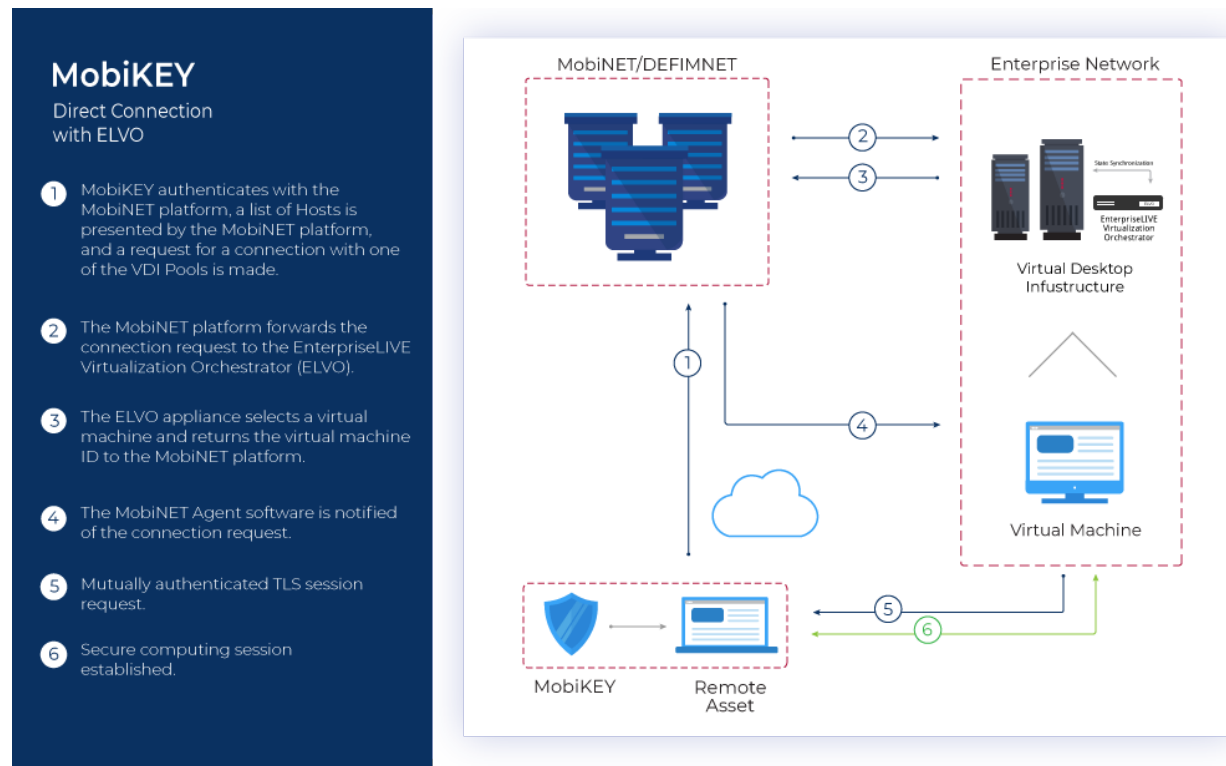 MobiKEY
Direct Connection
with ELVO
1
MobiKEY authenticates with the
MobiNET platform, a list of Hosts is
presented by the MobiNET platform,
and a request for a connection with one
of the VDI Pools is made.
2
The MobiNET platform forwards the
connection request to the EnterpriseLIVE
Virtualization Orchestrator (ELVO).
3
The ELVO appliance selects a virtual
machine and returns the virtual machine
ID to the MobiNET platform.
4
The MobiNET Agent software is notified
of the connection request.
5
Mutually authenticated TLS session
request.
6
Secure computing session
established.
MobiNET/DEFIMNET
Enterprise Network
2
3
State Synchronization
EnterpriseLIVE
Virtualization
Orchestrator
Virtual Desktop
Infustructure
1
4
Virtual Machine
5
6
MobiKEY
Remote
Asset